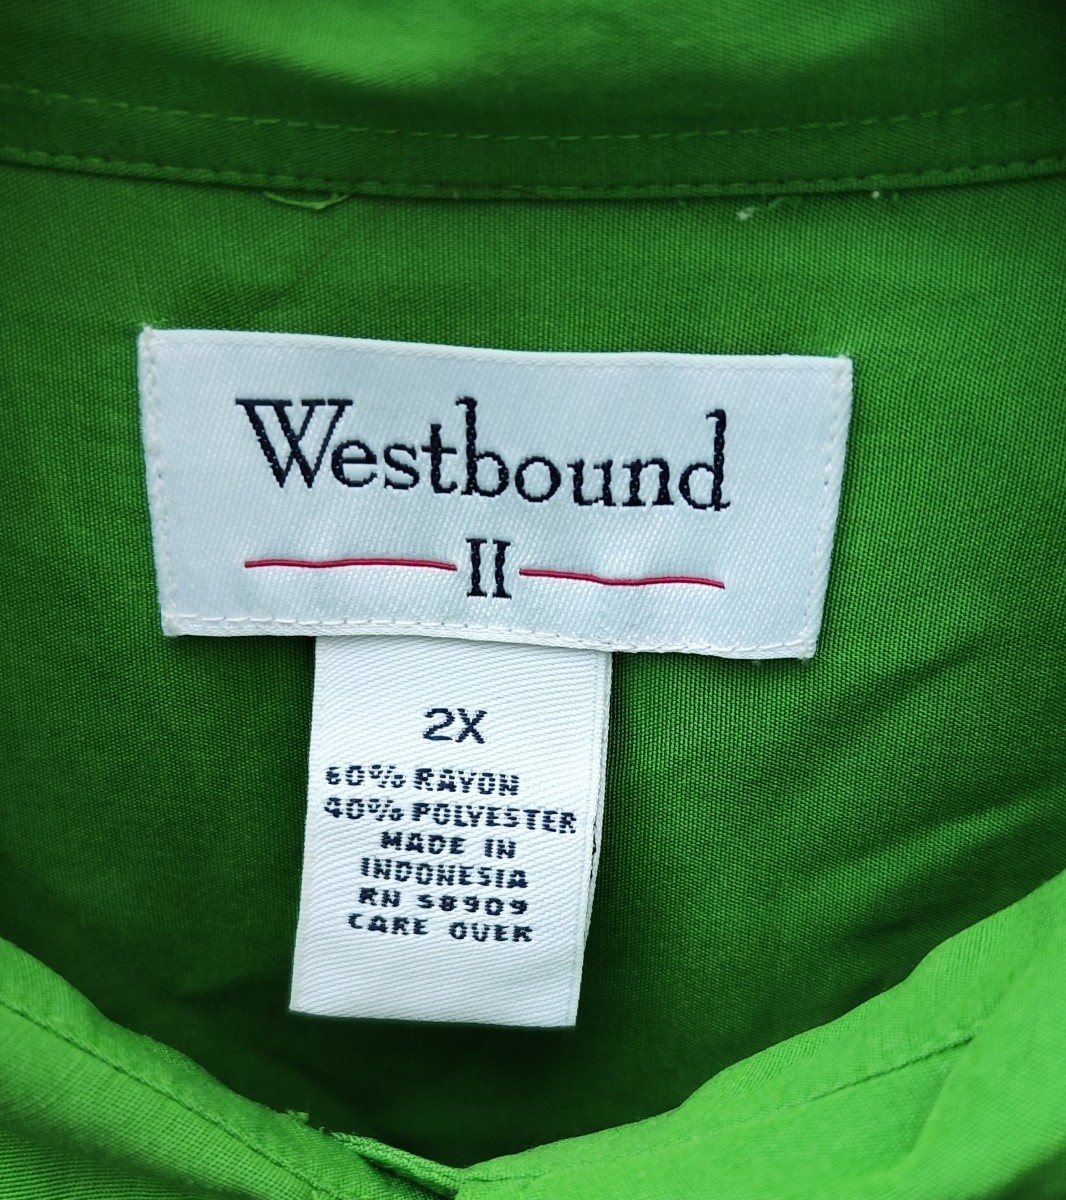 Westbound
II
2X
60% RAYON
40% POLYESTER
MADE IN
INDONESIA
RN 58909
CARE OVER